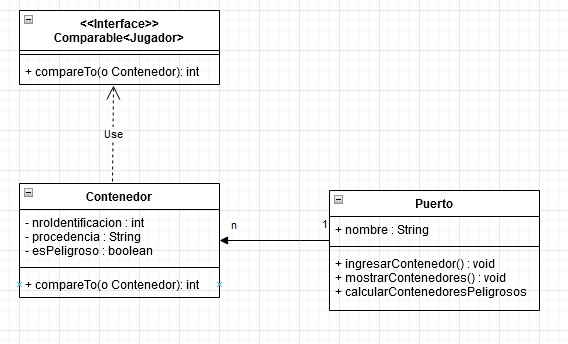 <<Interface>>
Comparable<Jugador>
+ compareTo(o Contenedor): int
Use
Contenedor
- nroIdentificacion : int
- procedencia : String
- esPeligroso : boolean
+ compareTo(o Contenedor): int
n
1
Puerto
+ nombre : String
+ ingresarContenedor() : void
+ mostrarContenedores() : void
+ calcularContenedoresPeligrosos